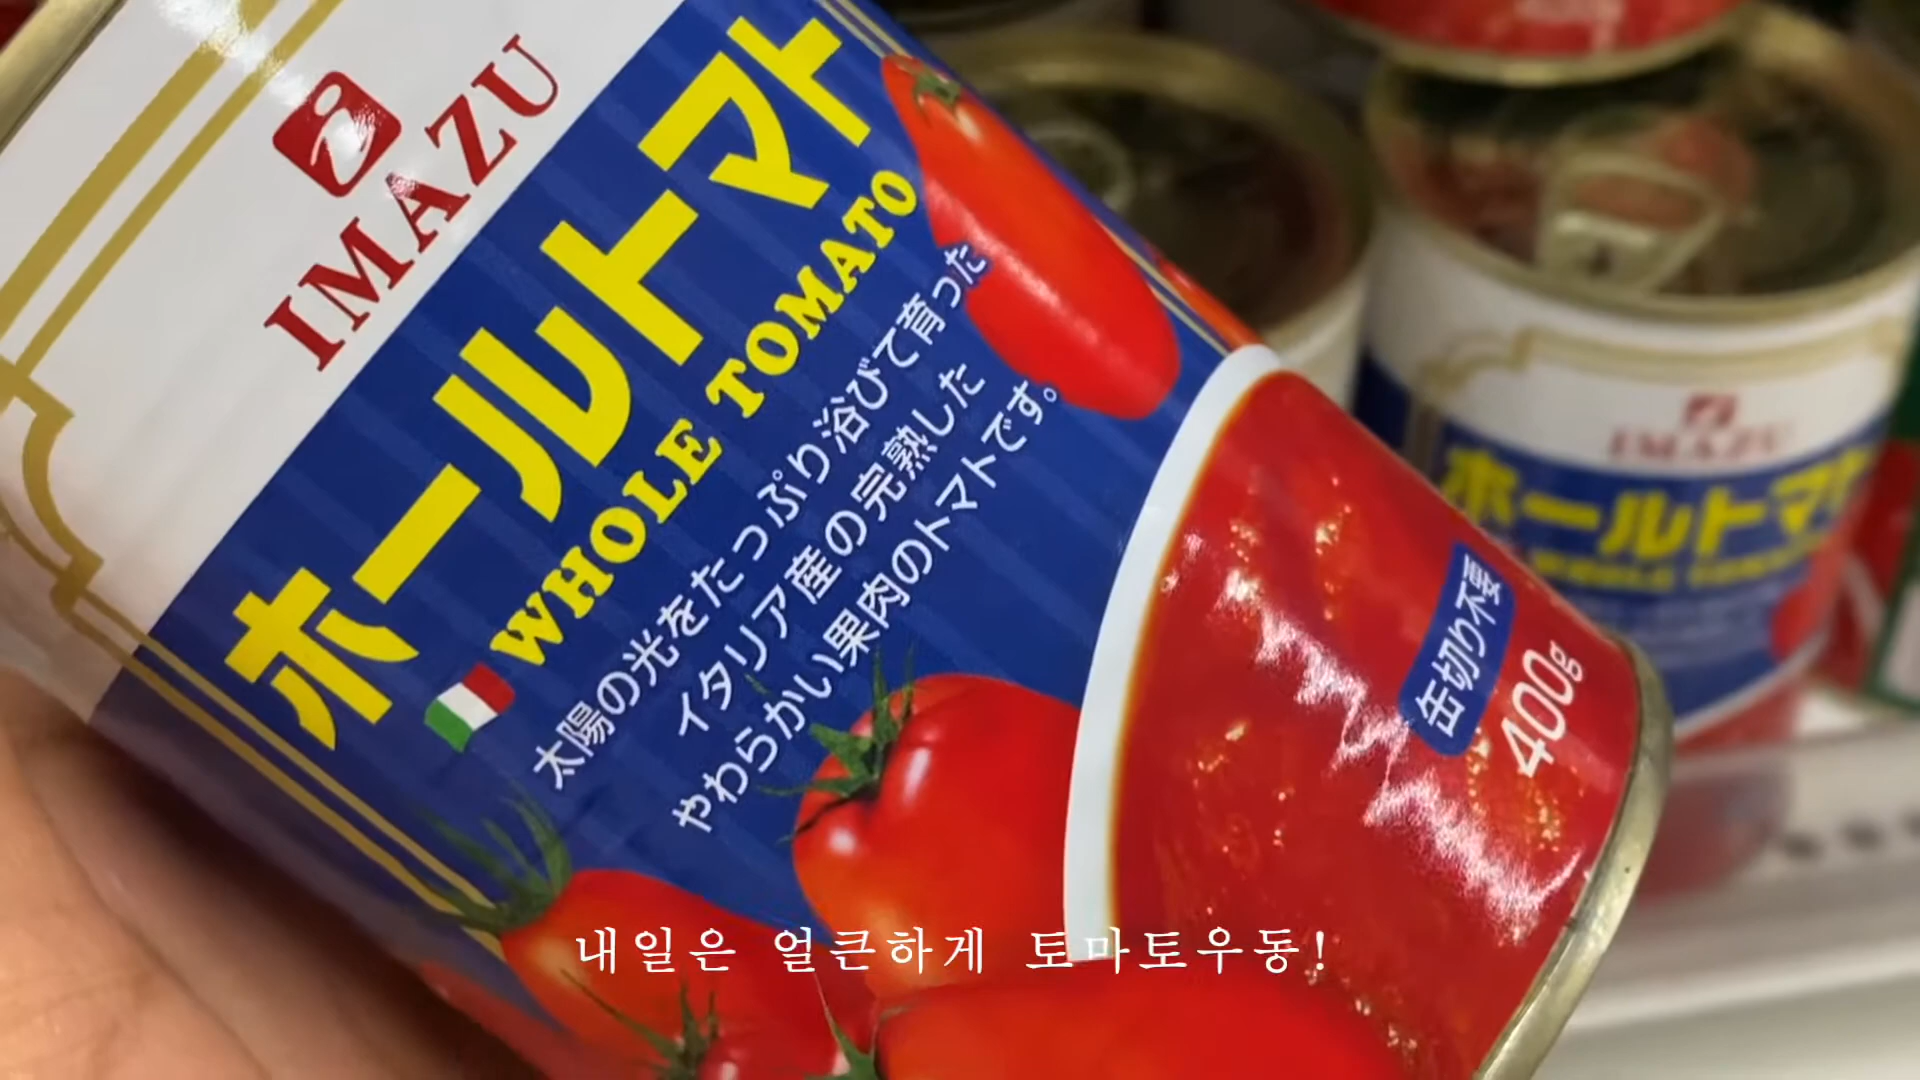 i
IMAZU
ホールトマト
WHOLE TOMATO
太陽の光をたっぷり浴びて育った
イタリア産の完熟した
やわらかい果肉のトマトです。
缶切り不要
400g
IMAZU
ホールトマト
WHOLE TOMATO
내일은 얼큰하게 토마토우동!